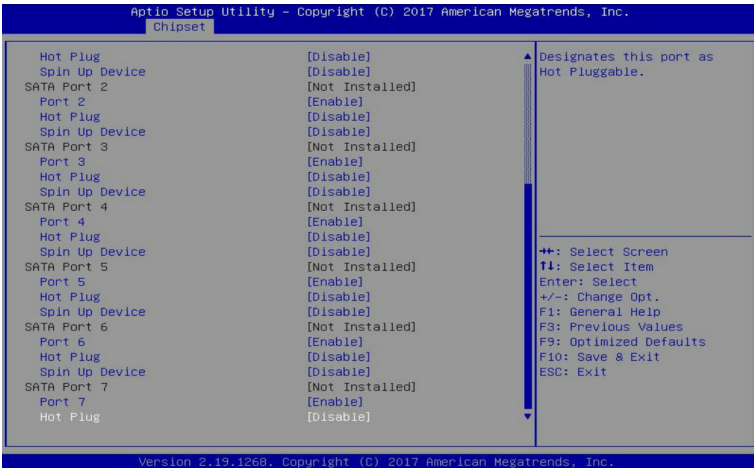 Aptio Setup Utility – Copyright (C) 2017 American Megatrends, Inc.
Chipset
Hot Plug [Disable]
Spin Up Device [Disable]
SATA Port 2 [Not Installed]
Port 2 [Enable]
Hot Plug [Disable]
Spin Up Device [Disable]
SATA Port 3 [Not Installed]
Port 3 [Enable]
Hot Plug [Disable]
Spin Up Device [Disable]
SATA Port 4 [Not Installed]
Port 4 [Enable]
Hot Plug [Disable]
Spin Up Device [Disable]
SATA Port 5 [Not Installed]
Port 5 [Enable]
Hot Plug [Disable]
Spin Up Device [Disable]
SATA Port 6 [Not Installed]
Port 6 [Enable]
Hot Plug [Disable]
Spin Up Device [Disable]
SATA Port 7 [Not Installed]
Port 7 [Enable]
Hot Plug [Disable]
Designates this port as
Hot Pluggable.
→←: Select Screen
↑↓: Select Item
Enter: Select
+/-: Change Opt.
F1: General Help
F3: Previous Values
F9: Optimized Defaults
F10: Save & Exit
ESC: Exit
Version 2.19.1268. Copyright (C) 2017 American Megatrends, Inc.